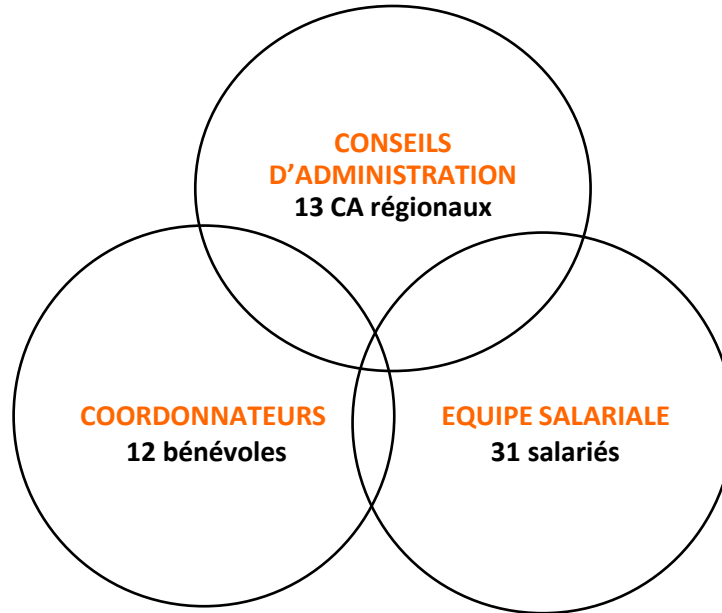 CONSEILS
D’ADMINISTRATION
13 CA régionaux
COORDONNATEURS
12 bénévoles
EQUIPE SALARIALE
31 salariés